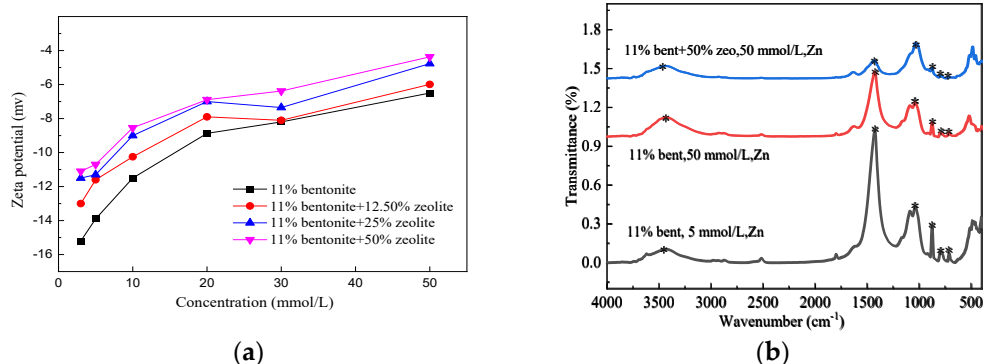 -4
-6
-8
-10
-12
-14
-16
Zeta potential (mv)
11% bentonite
11% bentonite+12.50% zeolite
11% bentonite+25% zeolite
11% bentonite+50% zeolite
0
10
20
30
40
50
Concentration (mmol/L)
(a)
1.8
1.5
1.2
0.9
0.6
0.3
0.0
Transmittance (%)
11% bent+50% zeo,50 mmol/L,Zn
11% bent,50 mmol/L,Zn
11% bent, 5 mmol/L,Zn
4000
3500
3000
2500
2000
1500
1000
500
Wavenumber (cm-1)
(b)